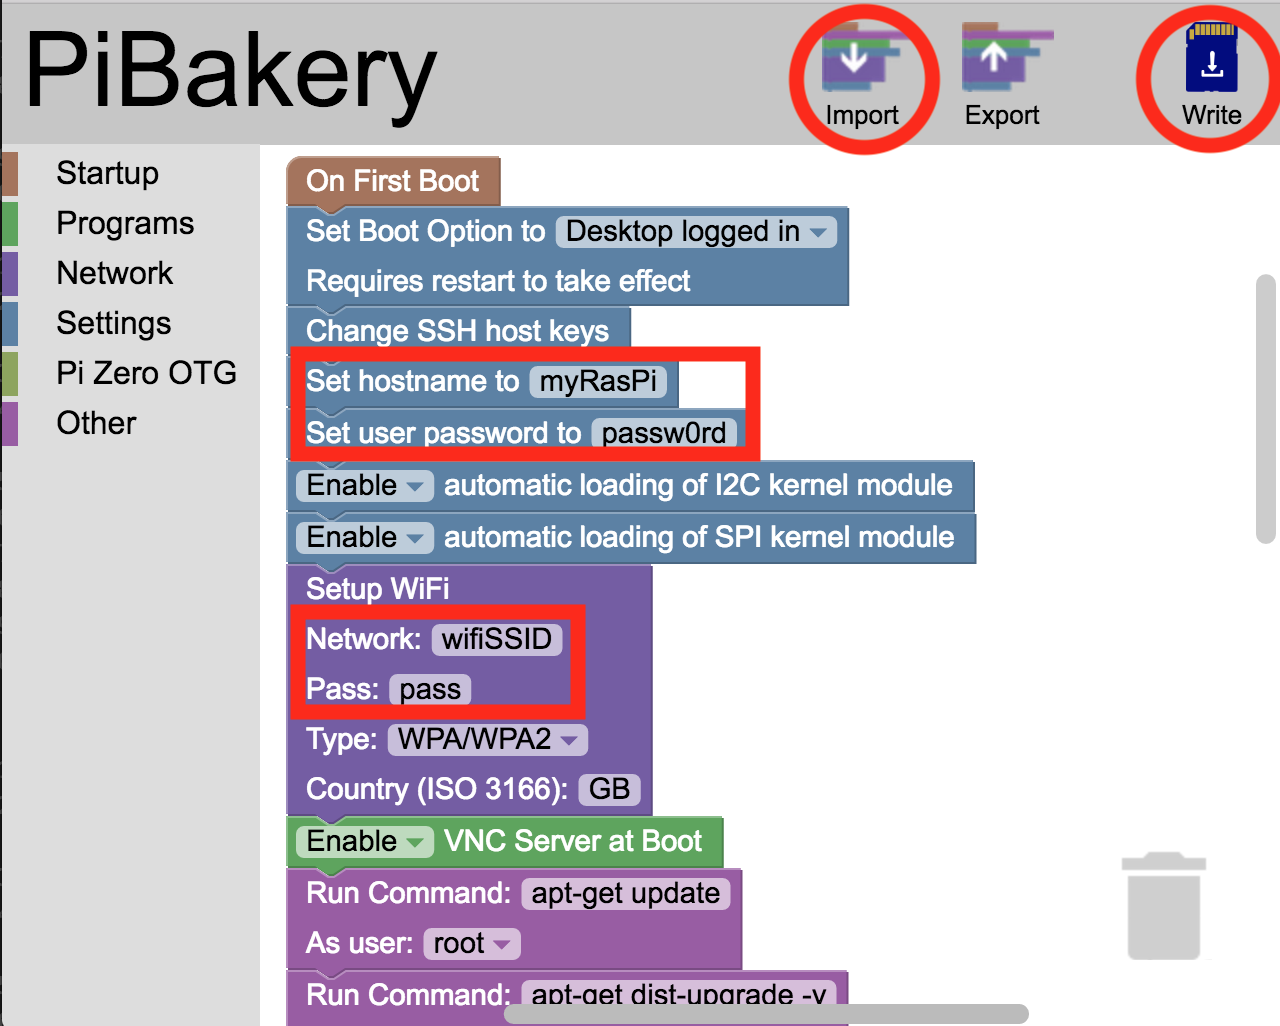 PiBakery
Import
Export
Write
Startup
Programs
Network
Settings
Pi Zero OTG
Other
On First Boot
Set Boot Option to Desktop logged in
Requires restart to take effect
Change SSH host keys
Set hostname to myRasPi
Set user password to passw0rd
Enable automatic loading of I2C kernel module
Enable automatic loading of SPI kernel module
Setup WiFi
Network: wifiSSID
Pass: pass
Type: WPA/WPA2
Country (ISO 3166): GB
Enable VNC Server at Boot
Run Command: apt-get update
As user: root
Run Command: apt-get dist-upgrade -y